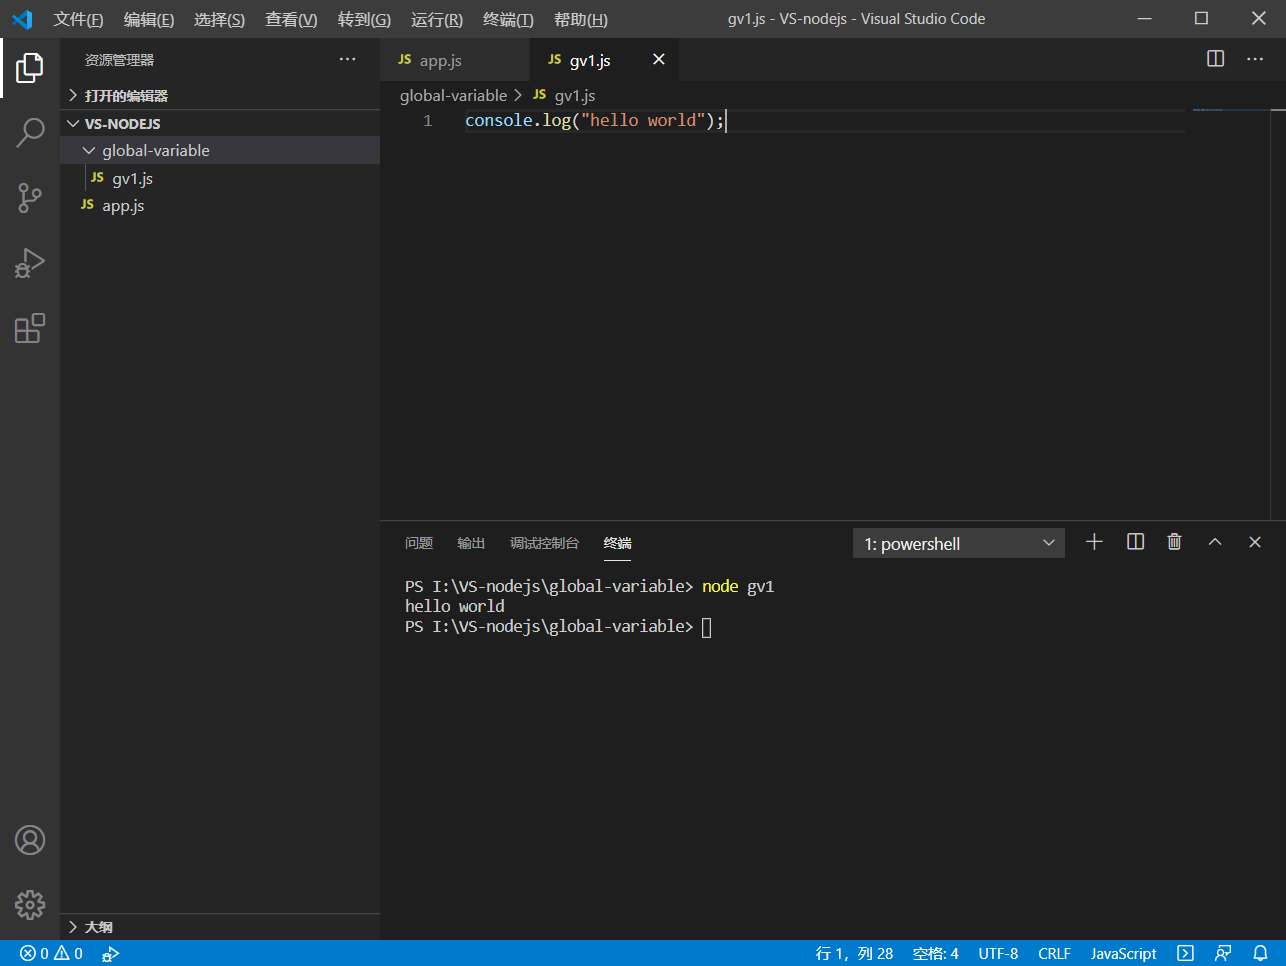 文件(F) 编辑(E) 选择(S) 查看(V) 转到(G) 运行(R) 终端(T) 帮助(H) gv1.js - VS-nodejs - Visual Studio Code
资源管理器
打开的编辑器
VS-NODEJS
global-variable
JS gv1.js
JS app.js
大纲
JS app.js JS gv1.js
global-variable JS gv1.js
1 console.log("hello world");
问题 输出 调试控制台 终端 1: powershell
PS I:\VS-nodejs\global-variable> node gv1
hello world
PS I:\VS-nodejs\global-variable>
0 0 行 1，列 28 空格: 4 UTF-8 CRLF JavaScript